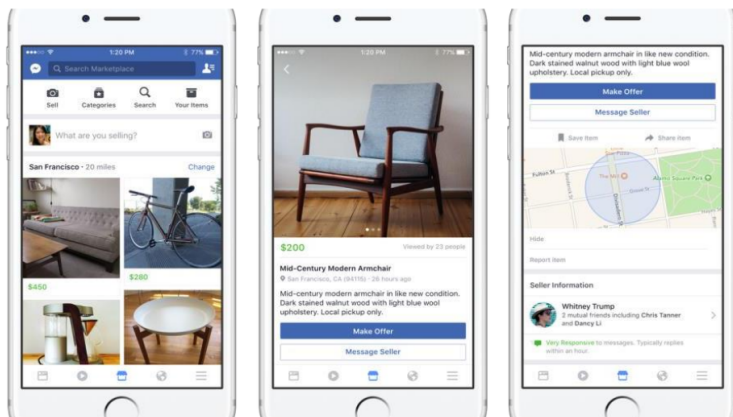 1:20 PM
77%
Search Marketplace
Sell
Categories
Search
Your Items
What are you selling?
San Francisco - 20 miles
Change
$450
$280
1:20 PM
77%
$200
Viewed by 23 people
Mid-Century Modern Armchair
San Francisco, CA (94115) · 26 hours ago
Mid-century modern armchair in like new condition.
Dark stained walnut wood with light blue wool
upholstery. Local pickup only.
Make Offer
Message Seller
Mid-century modern armchair in like new condition.
Dark stained walnut wood with light blue wool
upholstery. Local pickup only.
Make Offer
Message Seller
Save Item
Share item
Fulton St
The Mill
Alamo Square Park
Hide
Report item
Seller Information
Whitney Trump
2 mutual friends including Chris Tanner
and Dancy Li
Very Responsive to messages. Typically replies
within an hour.